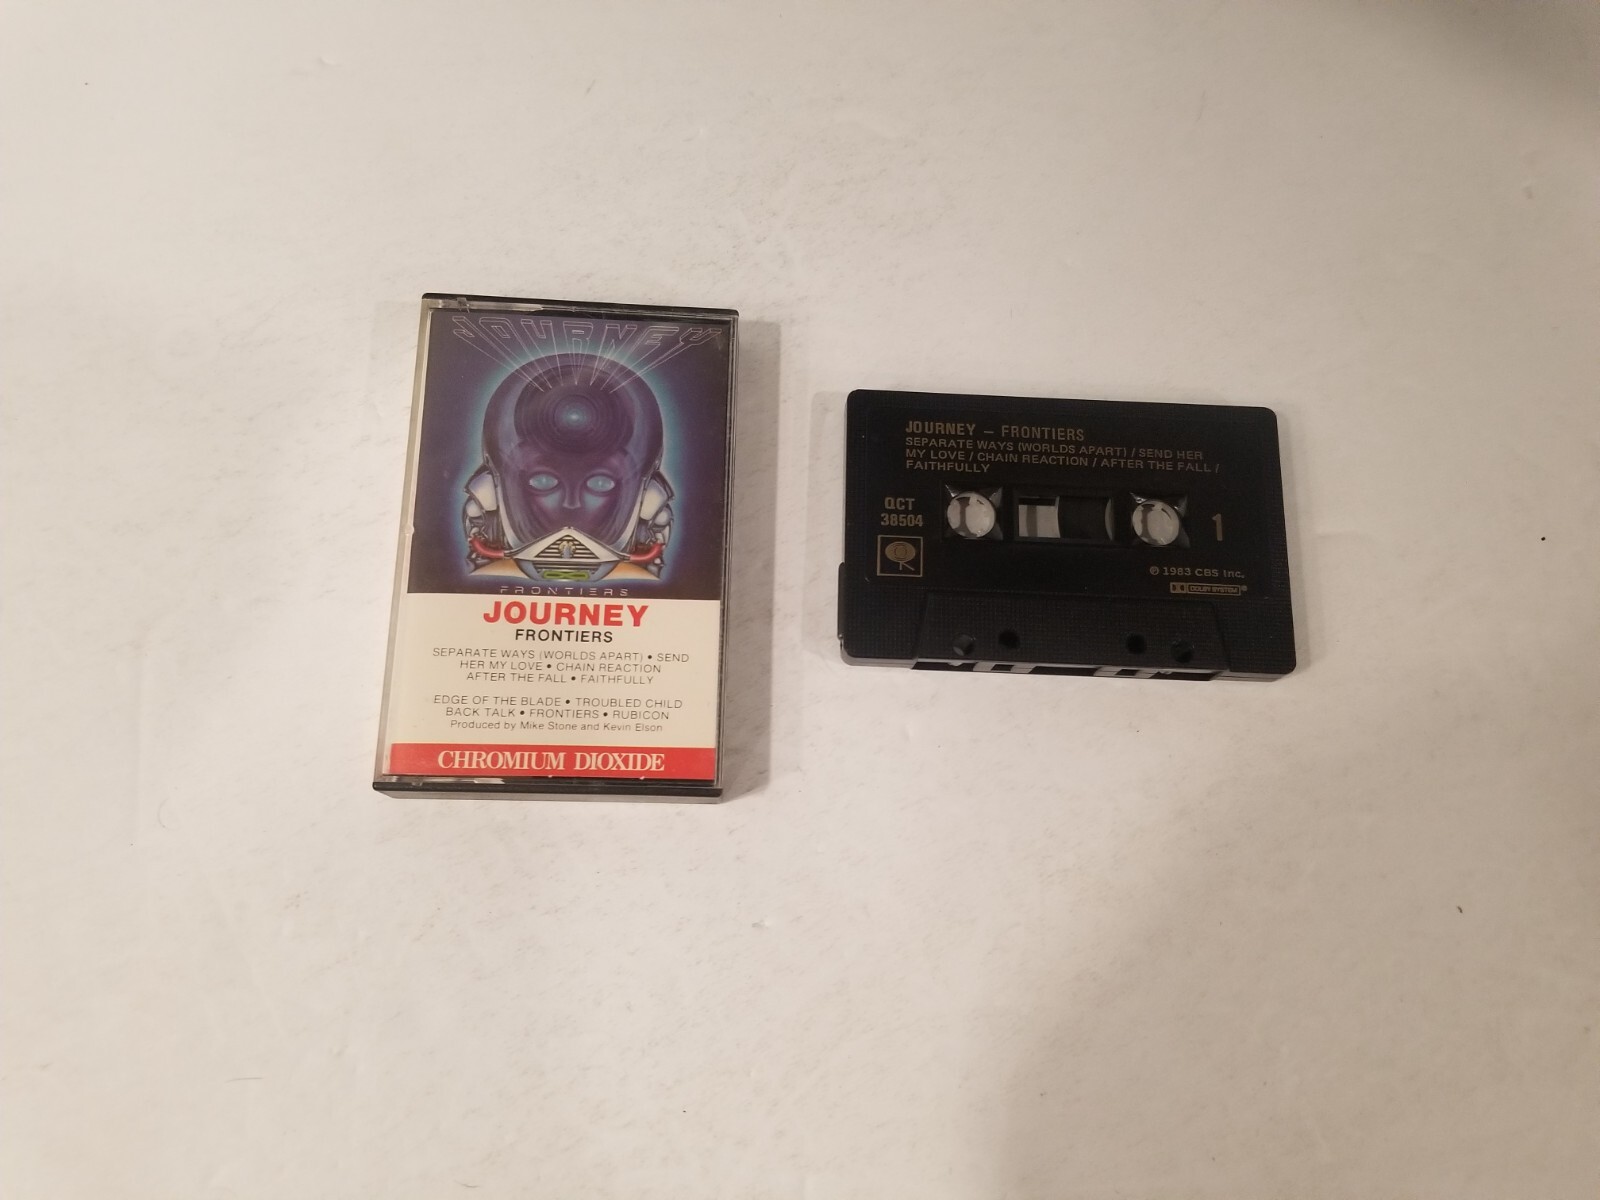 JOURNEY
FRONTIERS
JOURNEY
FRONTIERS
SEPARATE WAYS (WORLDS APART) • SEND
HER MY LOVE • CHAIN REACTION
AFTER THE FALL • FAITHFULLY
EDGE OF THE BLADE • TROUBLED CHILD
BACK TALK • FRONTIERS • RUBICON
Produced by Mike Stone and Kevin Elson
CHROMIUM DIOXIDE
JOURNEY – FRONTIERS
SEPARATE WAYS (WORLDS APART) / SEND HER
MY LOVE / CHAIN REACTION / AFTER THE FALL /
FAITHFULLY
QCT
38504
1
℗ 1983 CBS Inc.
DOLBY SYSTEM®